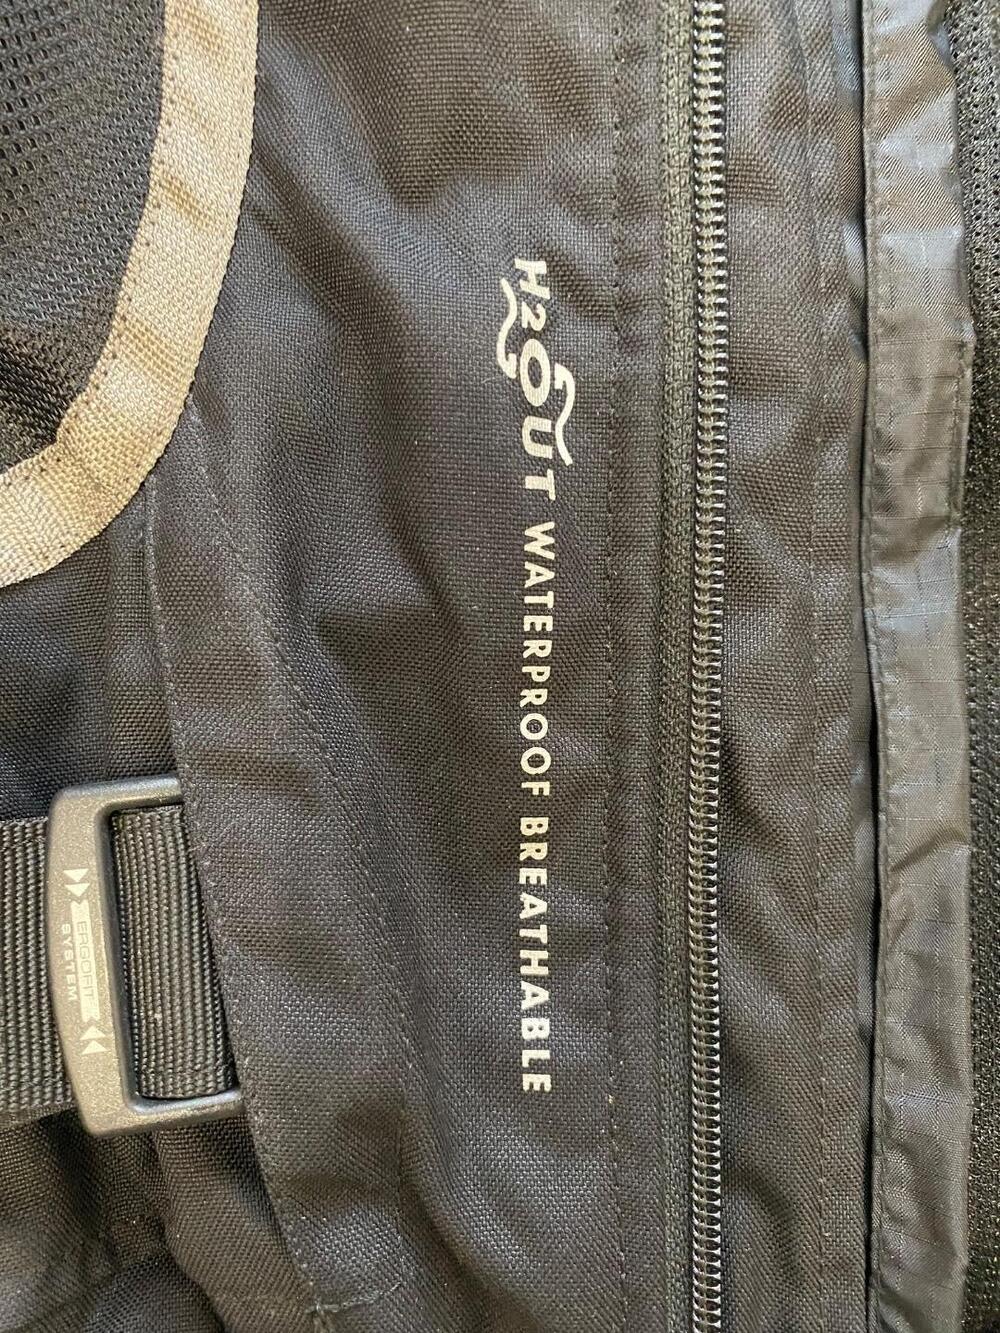 H2OUT WATERPROOF BREATHABLE
ERGOFIT
SYSTEM